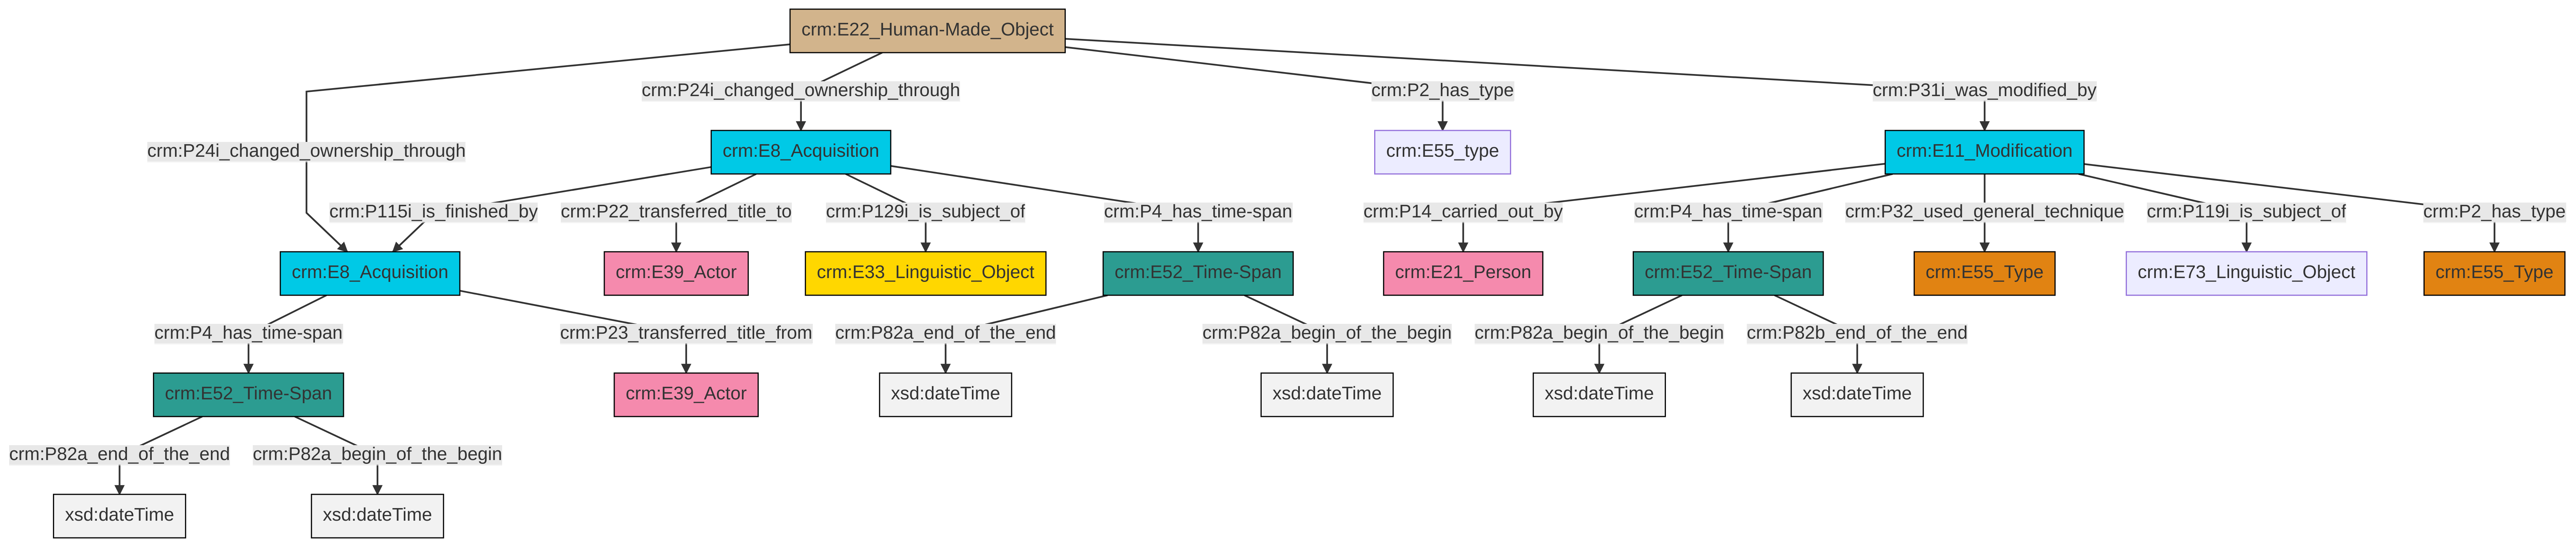 crm:E22_Human-Made_Object
crm:P24i_changed_ownership_through
crm:P2_has_type
crm:P31i_was_modified_by
crm:P24i_changed_ownership_through
crm:E8_Acquisition
crm:E55_type
crm:E11_Modification
crm:P115i_is_finished_by
crm:P22_transferred_title_to
crm:P129i_is_subject_of
crm:P4_has_time-span
crm:P14_carried_out_by
crm:P4_has_time-span
crm:P32_used_general_technique
crm:P119i_is_subject_of
crm:P2_has_type
crm:E8_Acquisition
crm:E39_Actor
crm:E33_Linguistic_Object
crm:E52_Time-Span
crm:E21_Person
crm:E52_Time-Span
crm:E55_Type
crm:E73_Linguistic_Object
crm:E55_Type
crm:P4_has_time-span
crm:P23_transferred_title_from
crm:P82a_end_of_the_end
crm:P82a_begin_of_the_begin
crm:P82a_begin_of_the_begin
crm:P82b_end_of_the_end
crm:E52_Time-Span
crm:E39_Actor
xsd:dateTime
xsd:dateTime
xsd:dateTime
xsd:dateTime
crm:P82a_end_of_the_end
crm:P82a_begin_of_the_begin
xsd:dateTime
xsd:dateTime